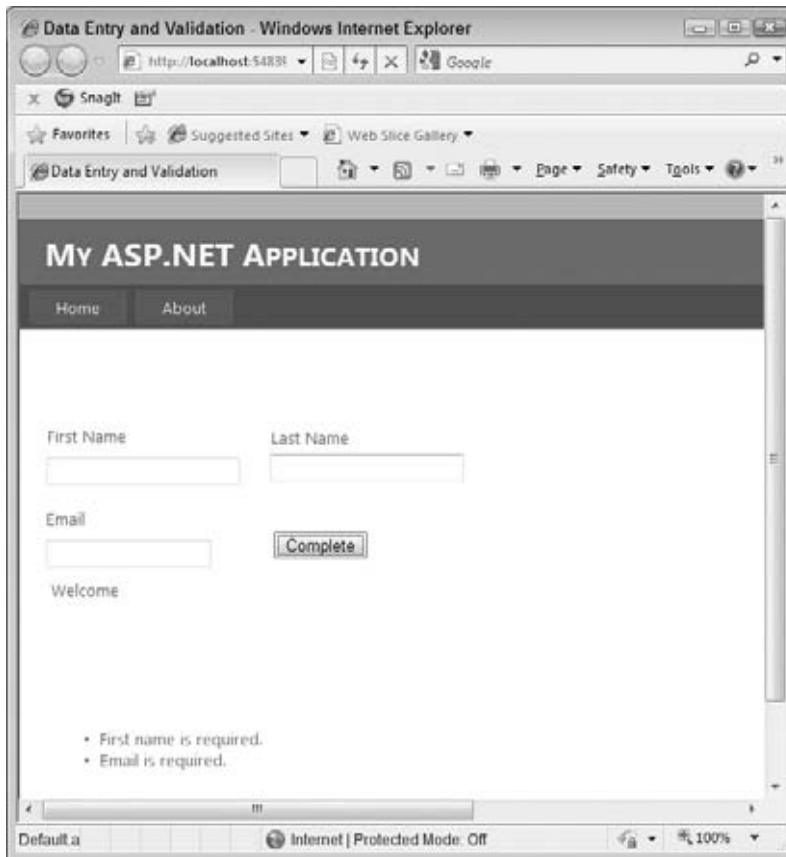 Data Entry and Validation - Windows Internet Explorer
http://localhost:5483
Google
x SnagIt
Favorites Suggested Sites Web Slice Gallery
Data Entry and Validation Page Safety Tools
MY ASP.NET APPLICATION
Home About
First Name Last Name
Email
Complete
Welcome
• First name is required.
• Email is required.
Default.a Internet | Protected Mode: Off 100%